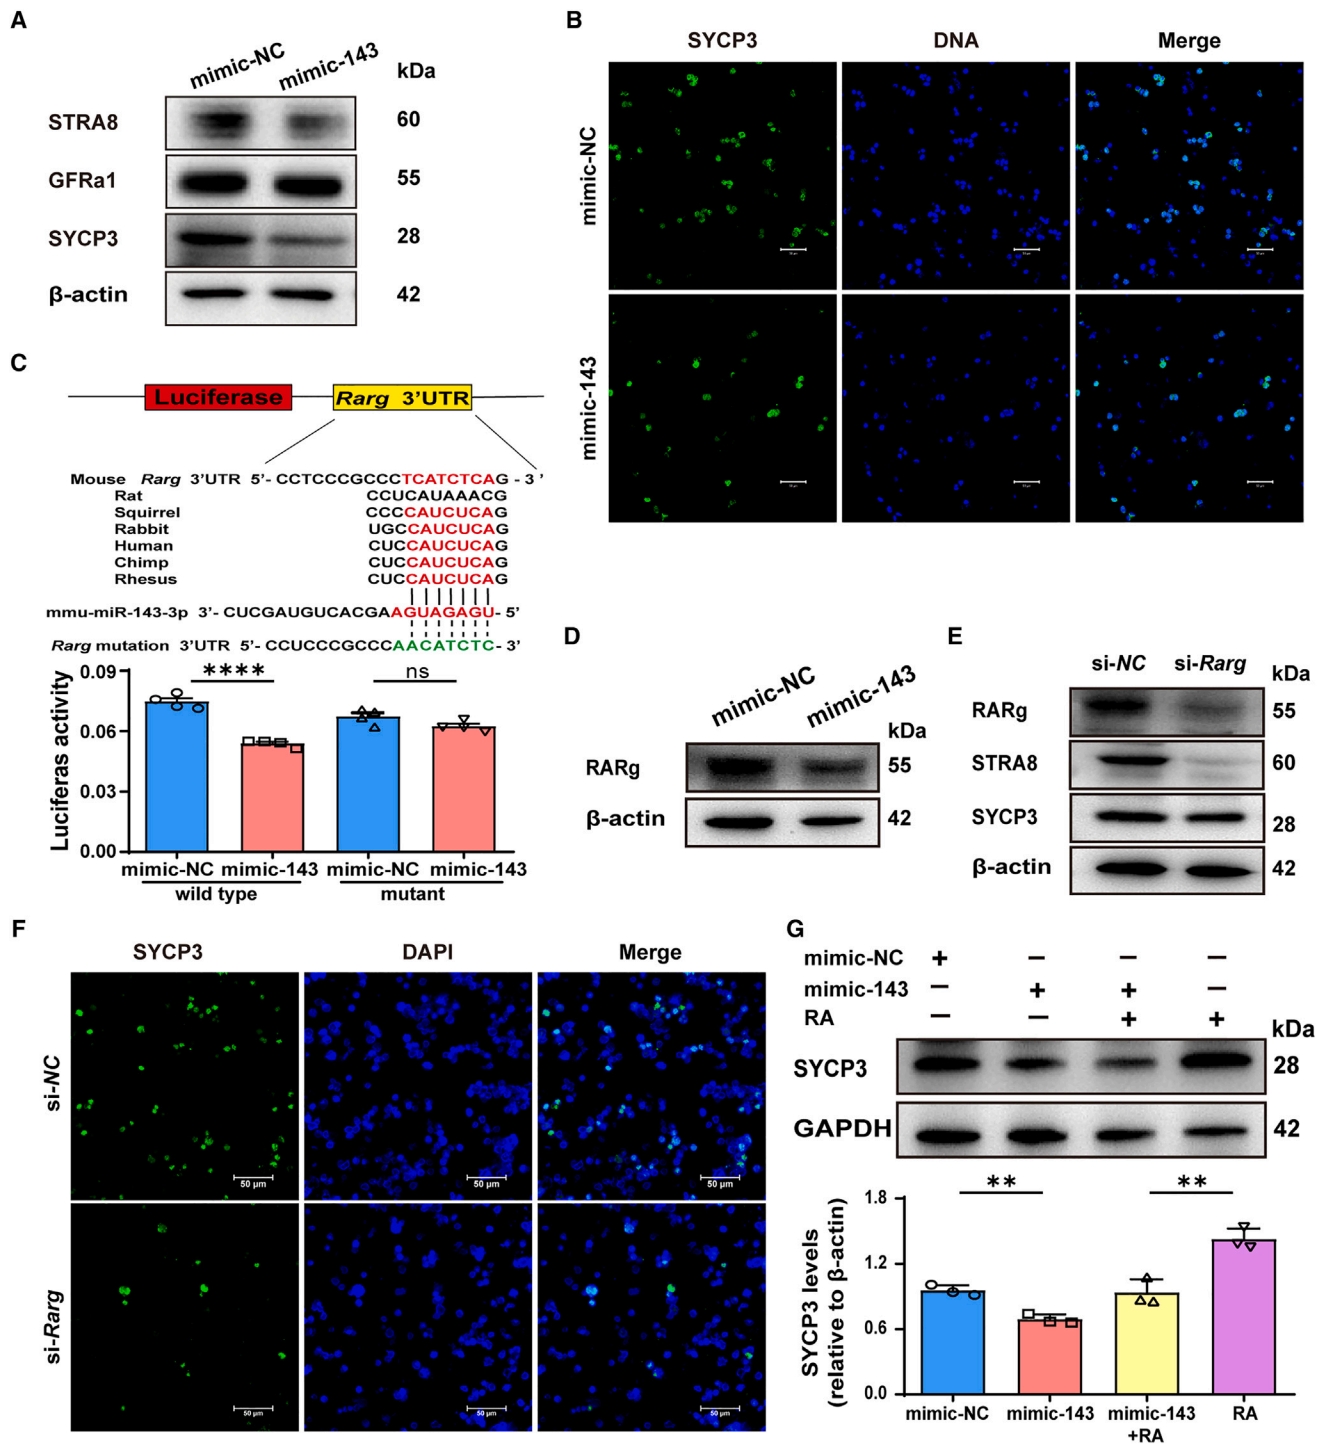 A
mimic-NC mimic-143 kDa
STRA8 60
GFRa1 55
SYCP3 28
β-actin 42
B
SYCP3 DNA Merge
mimic-NC
mimic-143
C
Luciferase Rarg 3'UTR
Mouse Rarg 3'UTR 5'- CCTCCCGCCCTCATCTCAG - 3'
Rat CCUCAUAAACG
Squirrel CCCCAUCUCAG
Rabbit UGCCAUCUCAG
Human CUCCAUCUCAG
Chimp CUCCAUCUCAG
Rhesus CUCCAUCUCAG
mmu-miR-143-3p 3'- CUCGAUGUCACGAAGUAGAGU- 5'
Rarg mutation 3'UTR 5'- CCUCCCGCCCAACATCTC- 3'
Luciferas activity
0.09
0.06
0.03
0.00
**** ns
mimic-NC mimic-143 mimic-NC mimic-143
wild type mutant
D
mimic-NC mimic-143
kDa
RARg 55
β-actin 42
E
si-NC si-Rarg kDa
RARg 55
STRA8 60
SYCP3 28
β-actin 42
F
SYCP3 DAPI Merge
si-NC
50 μm 50 μm 50 μm
si-Rarg
50 μm 50 μm 50 μm
G
mimic-NC + − − −
mimic-143 − + + −
RA − − + +
kDa
SYCP3 28
GAPDH 42
SYCP3 levels
(relative to β-actin)
1.8
1.2
0.6
0.0
** **
mimic-NC mimic-143 mimic-143 RA
+RA